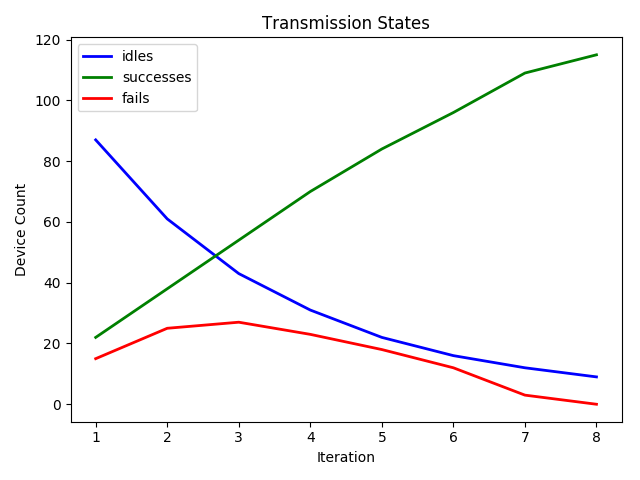 Transmission States
idles
successes
fails
Device Count
120
100
80
60
40
20
0
1 2 3 4 5 6 7 8
Iteration